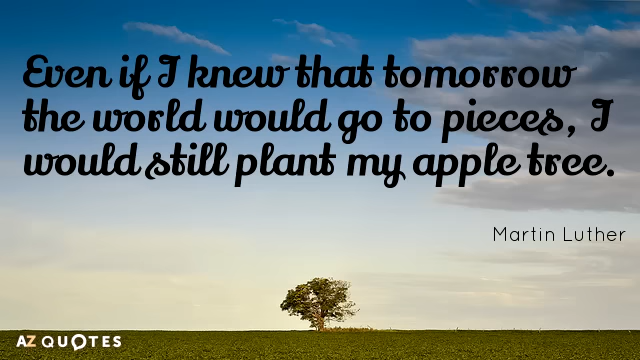 Even if I knew that tomorrow
the world would go to pieces, I
would still plant my apple tree.
Martin Luther
AZ QUOTES